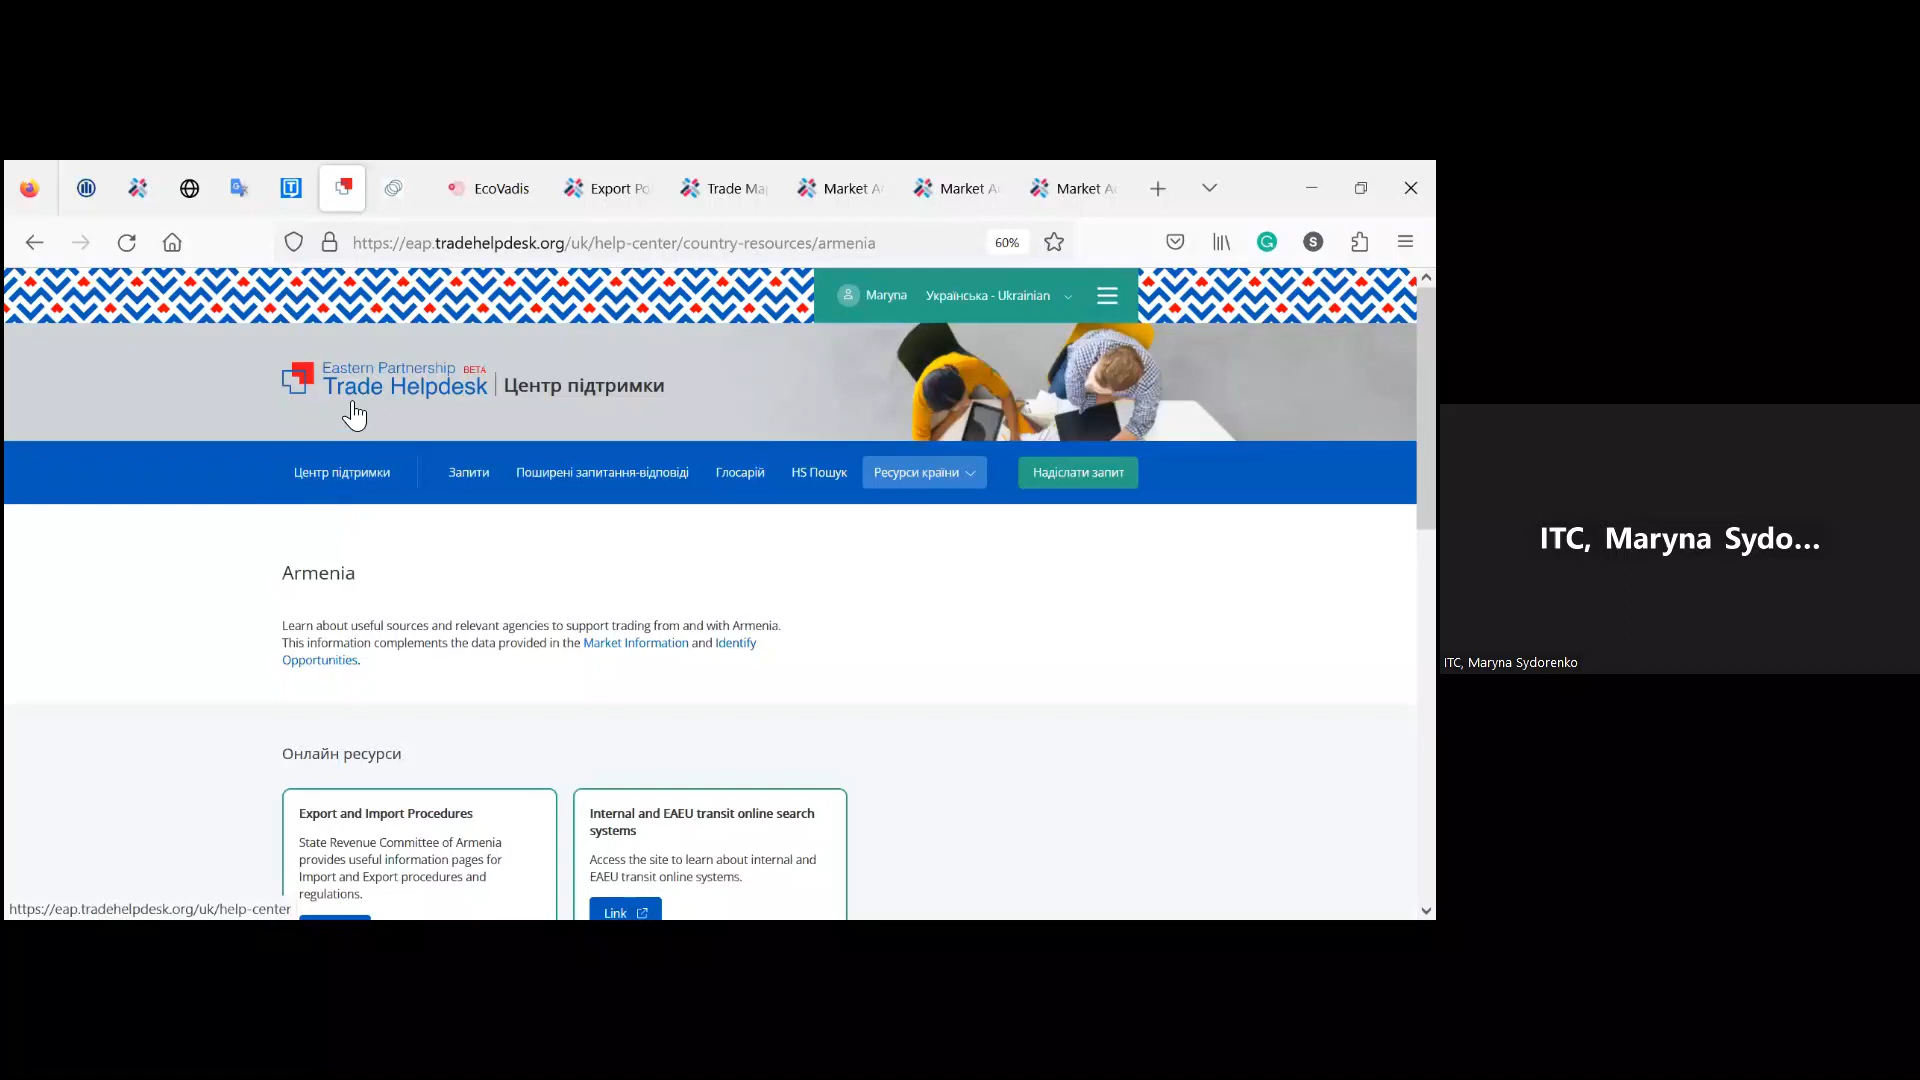 EcoVadis
Export Po
Trade Ma
Market A
Market A
Market A
https://eap.tradehelpdesk.org/uk/help-center/country-resources/armenia
60%
Maryna
Українська - Ukrainian
Eastern Partnership BETA
Trade Helpdesk
Центр підтримки
Центр підтримки
Запити
Поширені запитання-відповіді
Глосарій
HS Пошук
Ресурси країни
Надіслати запит
Armenia
Learn about useful sources and relevant agencies to support trading from and with Armenia.
This information complements the data provided in the Market Information and Identify
Opportunities.
Онлайн ресурси
Export and Import Procedures
State Revenue Committee of Armenia
provides useful information pages for
Import and Export procedures and
regulations.
Internal and EAEU transit online search
systems
Access the site to learn about internal and
EAEU transit online systems.
Link
https://eap.tradehelpdesk.org/uk/help-center
ITC, Maryna Sydo...
ITC, Maryna Sydorenko